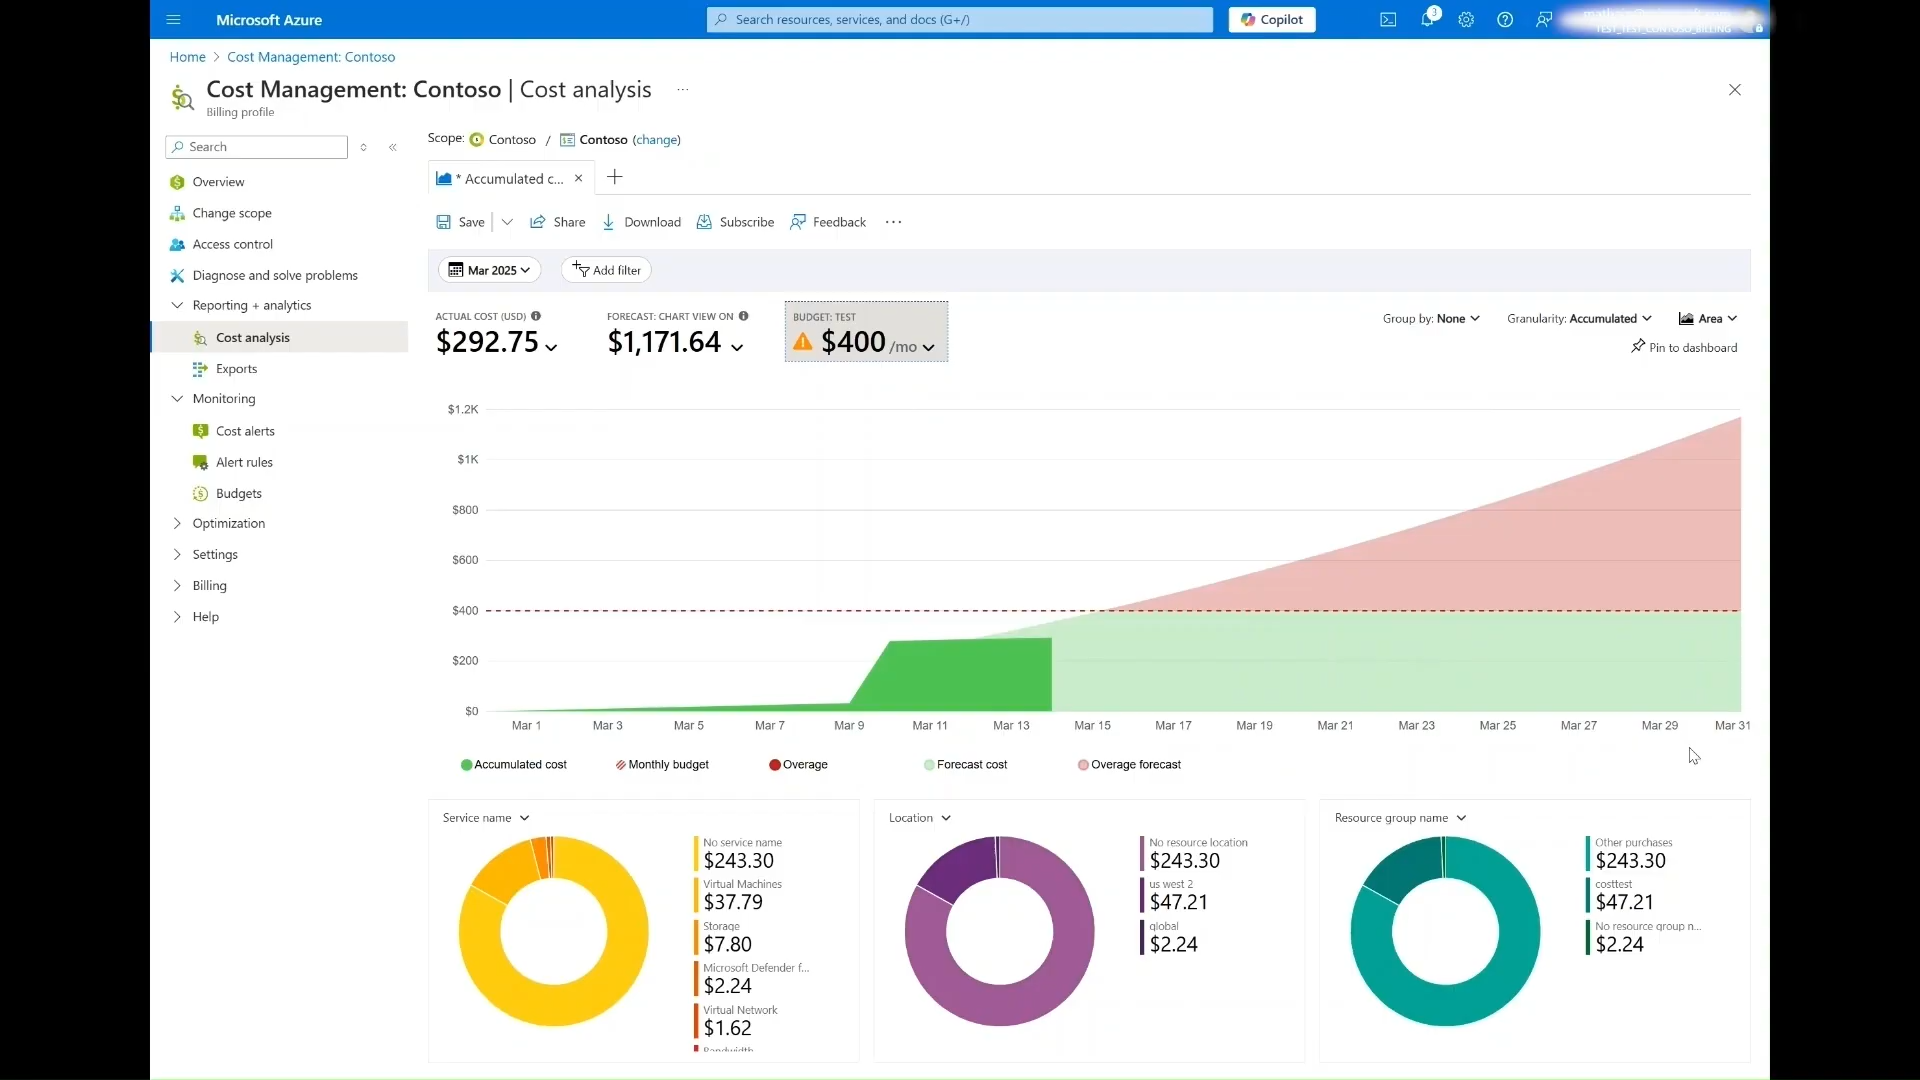 Microsoft Azure
Search resources, services, and docs (G+/)
Copilot
3
TEST_TEST_CONTOSO_BILLING
Home > Cost Management: Contoso
Cost Management: Contoso | Cost analysis ...
Billing profile
Search
Overview
Change scope
Access control
Diagnose and solve problems
Reporting + analytics
Cost analysis
Exports
Monitoring
Cost alerts
Alert rules
Budgets
Optimization
Settings
Billing
Help
Scope: Contoso / Contoso (change)
* Accumulated c...
Save
Share
Download
Subscribe
Feedback
...
Mar 2025
Add filter
ACTUAL COST (USD)
$292.75
FORECAST: CHART VIEW ON
$1,171.64
BUDGET: TEST
$400 /mo
Group by: None
Granularity: Accumulated
Area
Pin to dashboard
$1.2K
$1K
$800
$600
$400
$200
$0
Mar 1
Mar 3
Mar 5
Mar 7
Mar 9
Mar 11
Mar 13
Mar 15
Mar 17
Mar 19
Mar 21
Mar 23
Mar 25
Mar 27
Mar 29
Mar 31
Accumulated cost
Monthly budget
Overage
Forecast cost
Overage forecast
Service name
No service name
$243.30
Virtual Machines
$37.79
Storage
$7.80
Microsoft Defender f...
$2.24
Virtual Network
$1.62
Bandwidth
Location
No resource location
$243.30
us west 2
$47.21
global
$2.24
Resource group name
Other purchases
$243.30
costtest
$47.21
No resource group n...
$2.24